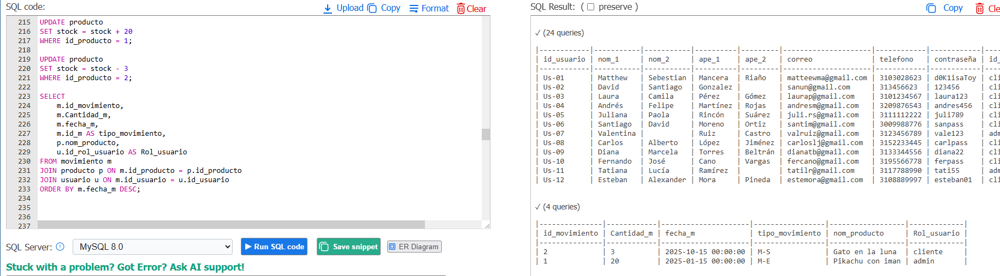 SQL code:
Upload Copy Format Clear
215 UPDATE producto
216 SET stock = stock + 20
217 WHERE id_producto = 1;
218
219 UPDATE producto
220 SET stock = stock - 3
221 WHERE id_producto = 2;
222
223 SELECT
224 m.id_movimiento,
225 m.Cantidad_m,
226 m.fecha_m,
227 m.id_m AS tipo_movimiento,
228 p.nom_producto,
229 u.id_rol_usuario AS Rol_usuario
230 FROM movimiento m
231 JOIN producto p ON m.id_producto = p.id_producto
232 JOIN usuario u ON m.id_usuario = u.id_usuario
233 ORDER BY m.fecha_m DESC;
234
235
236
237
SQL Server: MySQL 8.0 Run SQL code Save snippet ER Diagram
Stuck with a problem? Got Error? Ask AI support!
SQL Result: ( preserve ) Copy Cle
✓ (24 queries)
|------------|-----------|-----------|----------|---------|---------------------|------------|------------|----
| id_usuario | nom_1 | nom_2 | ape_1 | ape_2 | correo | telefono | contraseña | id_
|------------|-----------|-----------|----------|---------|---------------------|------------|------------|----
| Us-01 | Matthew | Sebestian | Mancera | Riaño | matteewma@gmail.com | 3103028623 | d0K1isaToy | cli
| Us-02 | David | Santiago | Gonzalez | | sanun@gmail.com | 313456623 | 123456 | cli
| Us-03 | Laura | Camila | Pérez | Gómez | laurap@gmail.com | 3101234567 | laura123 | cli
| Us-04 | Andrés | Felipe | Martínez | Rojas | andresm@gmail.com | 3209876543 | andres456 | cli
| Us-05 | Juliana | Paola | Rincón | Suárez | juli.rs@gmail.com | 3111112222 | juli789 | cli
| Us-06 | Santiago | David | Moreno | Ortiz | santim@gmail.com | 3009988776 | sanpass | cli
| Us-07 | Valentina | | Ruiz | Castro | valruiz@gmail.com | 3123456789 | vale123 | adm
| Us-08 | Carlos | Alberto | López | Jiménez | carloslj@gmail.com | 3152233445 | carlpass | cli
| Us-09 | Diana | Marcela | Torres | Beltrán | dianatb@gmail.com | 3133344556 | diana22 | cli
| Us-10 | Fernando | José | Cano | Vargas | fercano@gmail.com | 3195566778 | ferpass | cli
| Us-11 | Tatiana | Lucía | Ramírez | | tatilr@gmail.com | 3117788990 | tati55 | adm
| Us-12 | Esteban | Alexander | Mora | Pineda | estemora@gmail.com | 3108889997 | esteban01 | cli
✓ (4 queries)
|---------------|------------|---------------------|-----------------|------------------|-------------|
| id_movimiento | Cantidad_m | fecha_m | tipo_movimiento | nom_producto | Rol_usuario |
|---------------|------------|---------------------|-----------------|------------------|-------------|
| 2 | 3 | 2025-10-15 00:00:00 | M-S | Gato en la luna | cliente |
| 1 | 20 | 2025-01-15 00:00:00 | M-E | Pikachu con iman | admin |